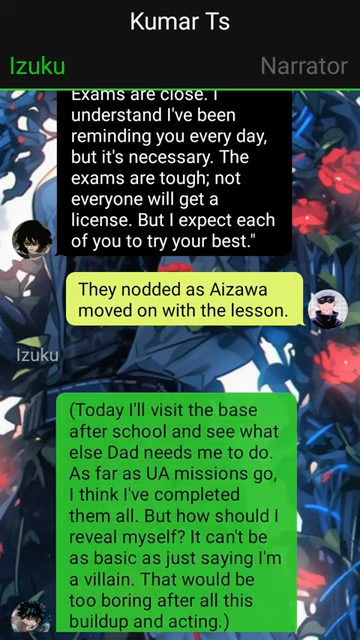 Kumar Ts
Izuku
Narrator
Exams are close. I
understand I've been
reminding you every day,
but it's necessary. The
exams are tough; not
everyone will get a
license. But I expect each
of you to try your best."
They nodded as Aizawa
moved on with the lesson.
Izuku
(Today I'll visit the base
after school and see what
else Dad needs me to do.
As far as UA missions go,
I think I've completed
them all. But how should I
reveal myself? It can't be
as basic as just saying I'm
a villain. That would be
too boring after all this
buildup and acting.)